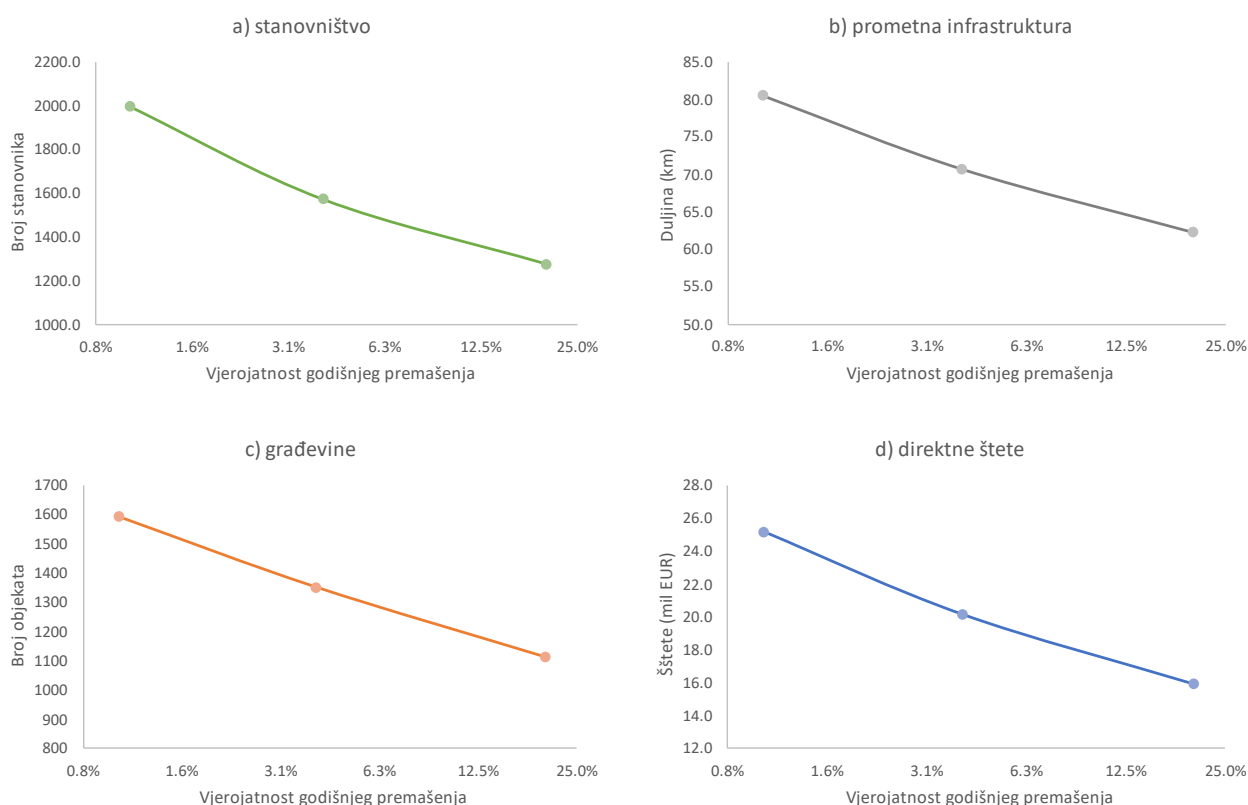 a) stanovništvo
2200.0
2000.0
1800.0
1600.0
1400.0
1200.0
1000.0
Broj stanovnika
0.8% 1.6% 3.1% 6.3% 12.5% 25.0%
Vjerojatnost godišnjeg premašenja
b) prometna infrastruktura
85.0
80.0
75.0
70.0
65.0
60.0
55.0
50.0
Duljina (km)
0.8% 1.6% 3.1% 6.3% 12.5% 25.0%
Vjerojatnost godišnjeg premašenja
c) građevine
1700
1600
1500
1400
1300
1200
1100
1000
900
800
Broj objekata
0.8% 1.6% 3.1% 6.3% 12.5% 25.0%
Vjerojatnost godišnjeg premašenja
d) direktne štete
28.0
26.0
24.0
22.0
20.0
18.0
16.0
14.0
12.0
Šštete (mil EUR)
0.8% 1.6% 3.1% 6.3% 12.5% 25.0%
Vjerojatnost godišnjeg premašenja